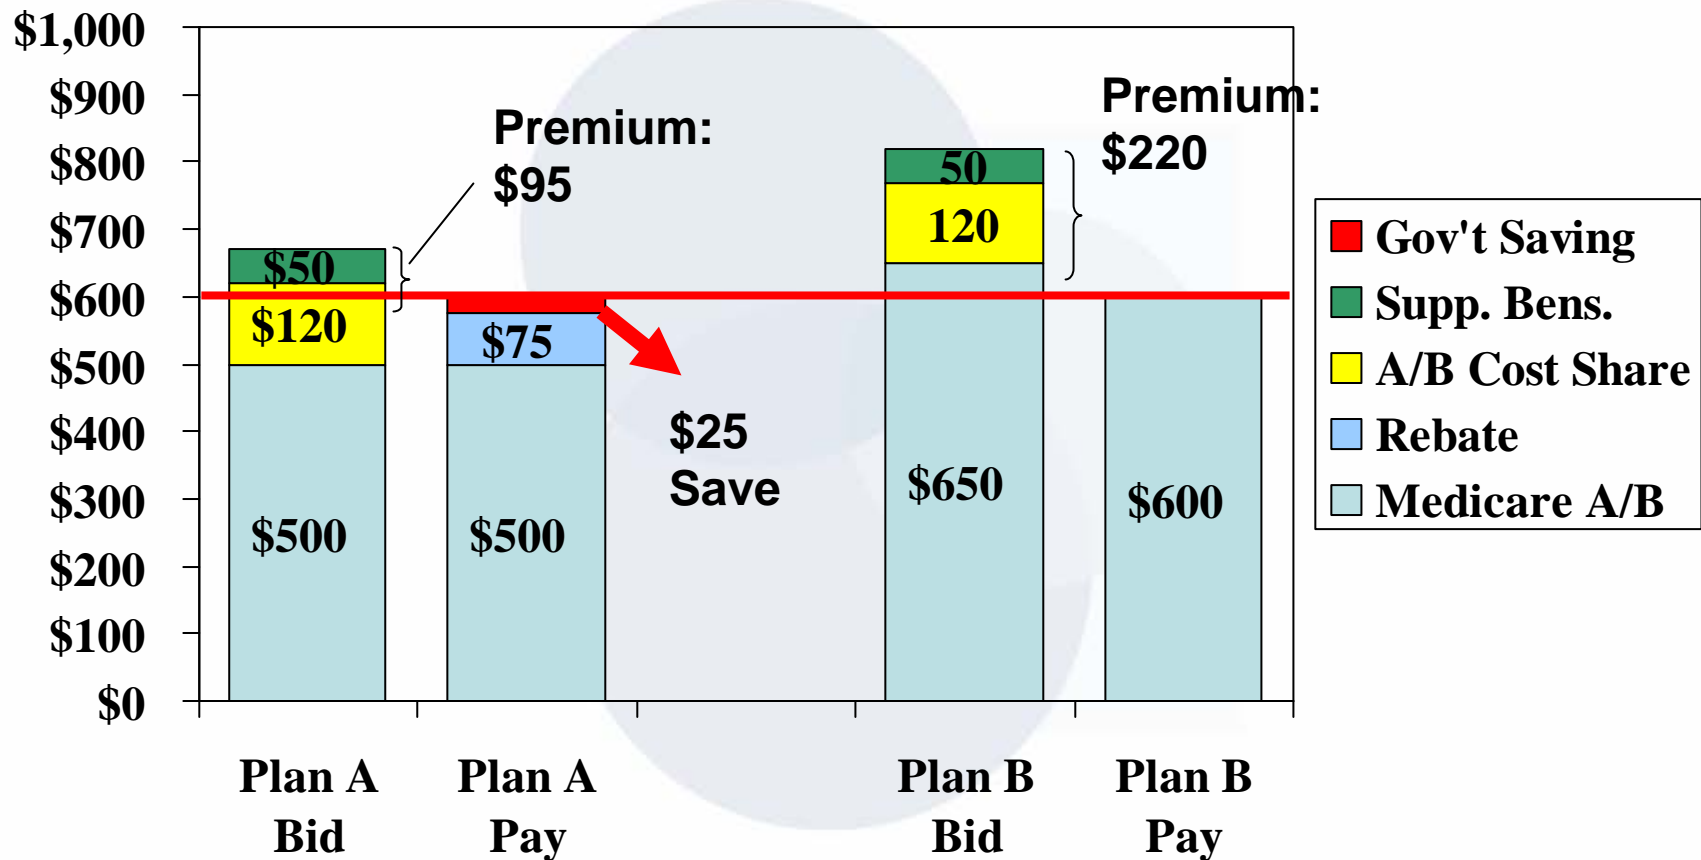 $1,000
$900
$800
$700
$600
$500
$400
$300
$200
$100
$0
Premium:
$95
Premium:
$220
$50
$120
$500
$75
$500
$25
Save
50
120
$650
$600
Plan A
Bid
Plan A
Pay
Plan B
Bid
Plan B
Pay
Gov't Saving
Supp. Bens.
A/B Cost Share
Rebate
Medicare A/B